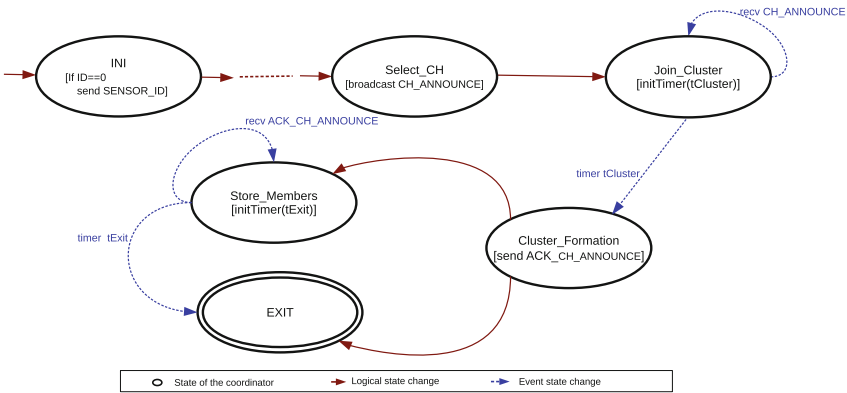 recv CH_ANNOUNCE
INI
[If ID==0
send SENSOR_ID]
Select_CH
[broadcast CH_ANNOUNCE]
Join_Cluster
[initTimer(tCluster)]
recv ACK_CH_ANNOUNCE
timer tCluster
Store_Members
[initTimer(tExit)]
timer tExit
Cluster_Formation
[send ACK_CH_ANNOUNCE]
EXIT
State of the coordinator
Logical state change
Event state change